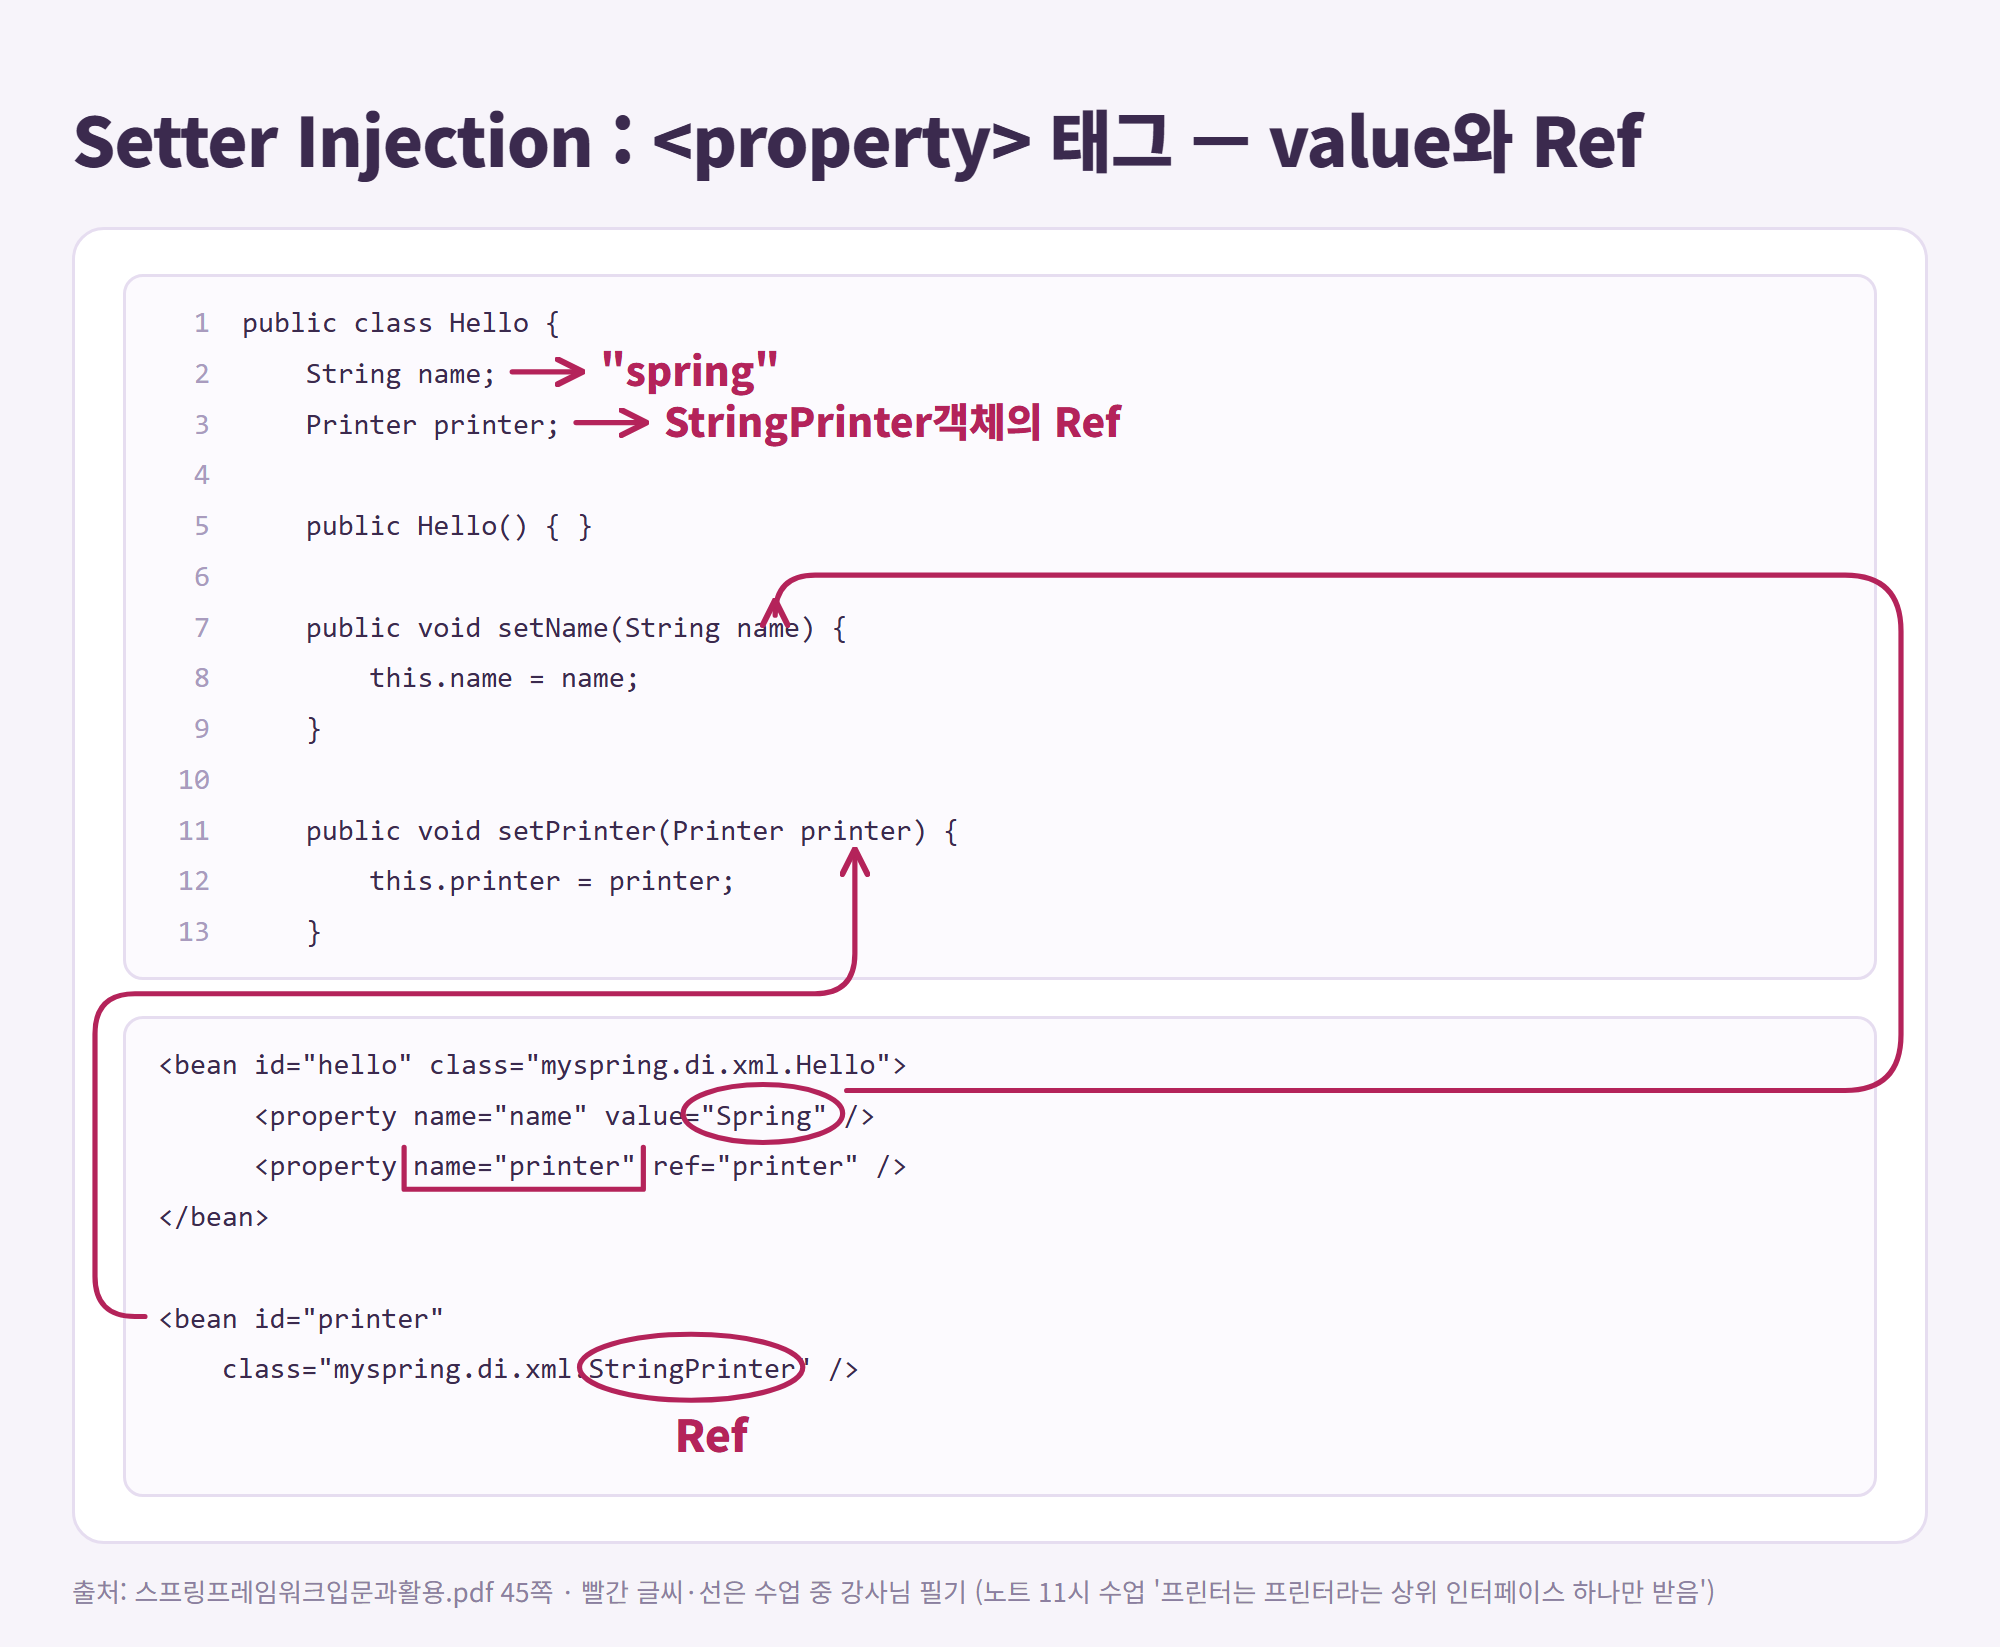 Setter Injection : <property> 태그 — value와 Ref
1 public class Hello {
2 String name; "spring"
3 Printer printer; StringPrinter객체의 Ref
4
5 public Hello() { }
6
7 public void setName(String name) {
8 this.name = name;
9 }
10
11 public void setPrinter(Printer printer) {
12 this.printer = printer;
13 }
<bean id="hello" class="myspring.di.xml.Hello">
<property name="name" value="Spring" />
<property name="printer" ref="printer" />
</bean>
<bean id="printer"
class="myspring.di.xml.StringPrinter" />
Ref
출처: 스프링프레임워크입문과활용.pdf 45쪽 · 빨간 글씨·선은 수업 중 강사님 필기 (노트 11시 수업 '프린터는 프린터라는 상위 인터페이스 하나만 받음')